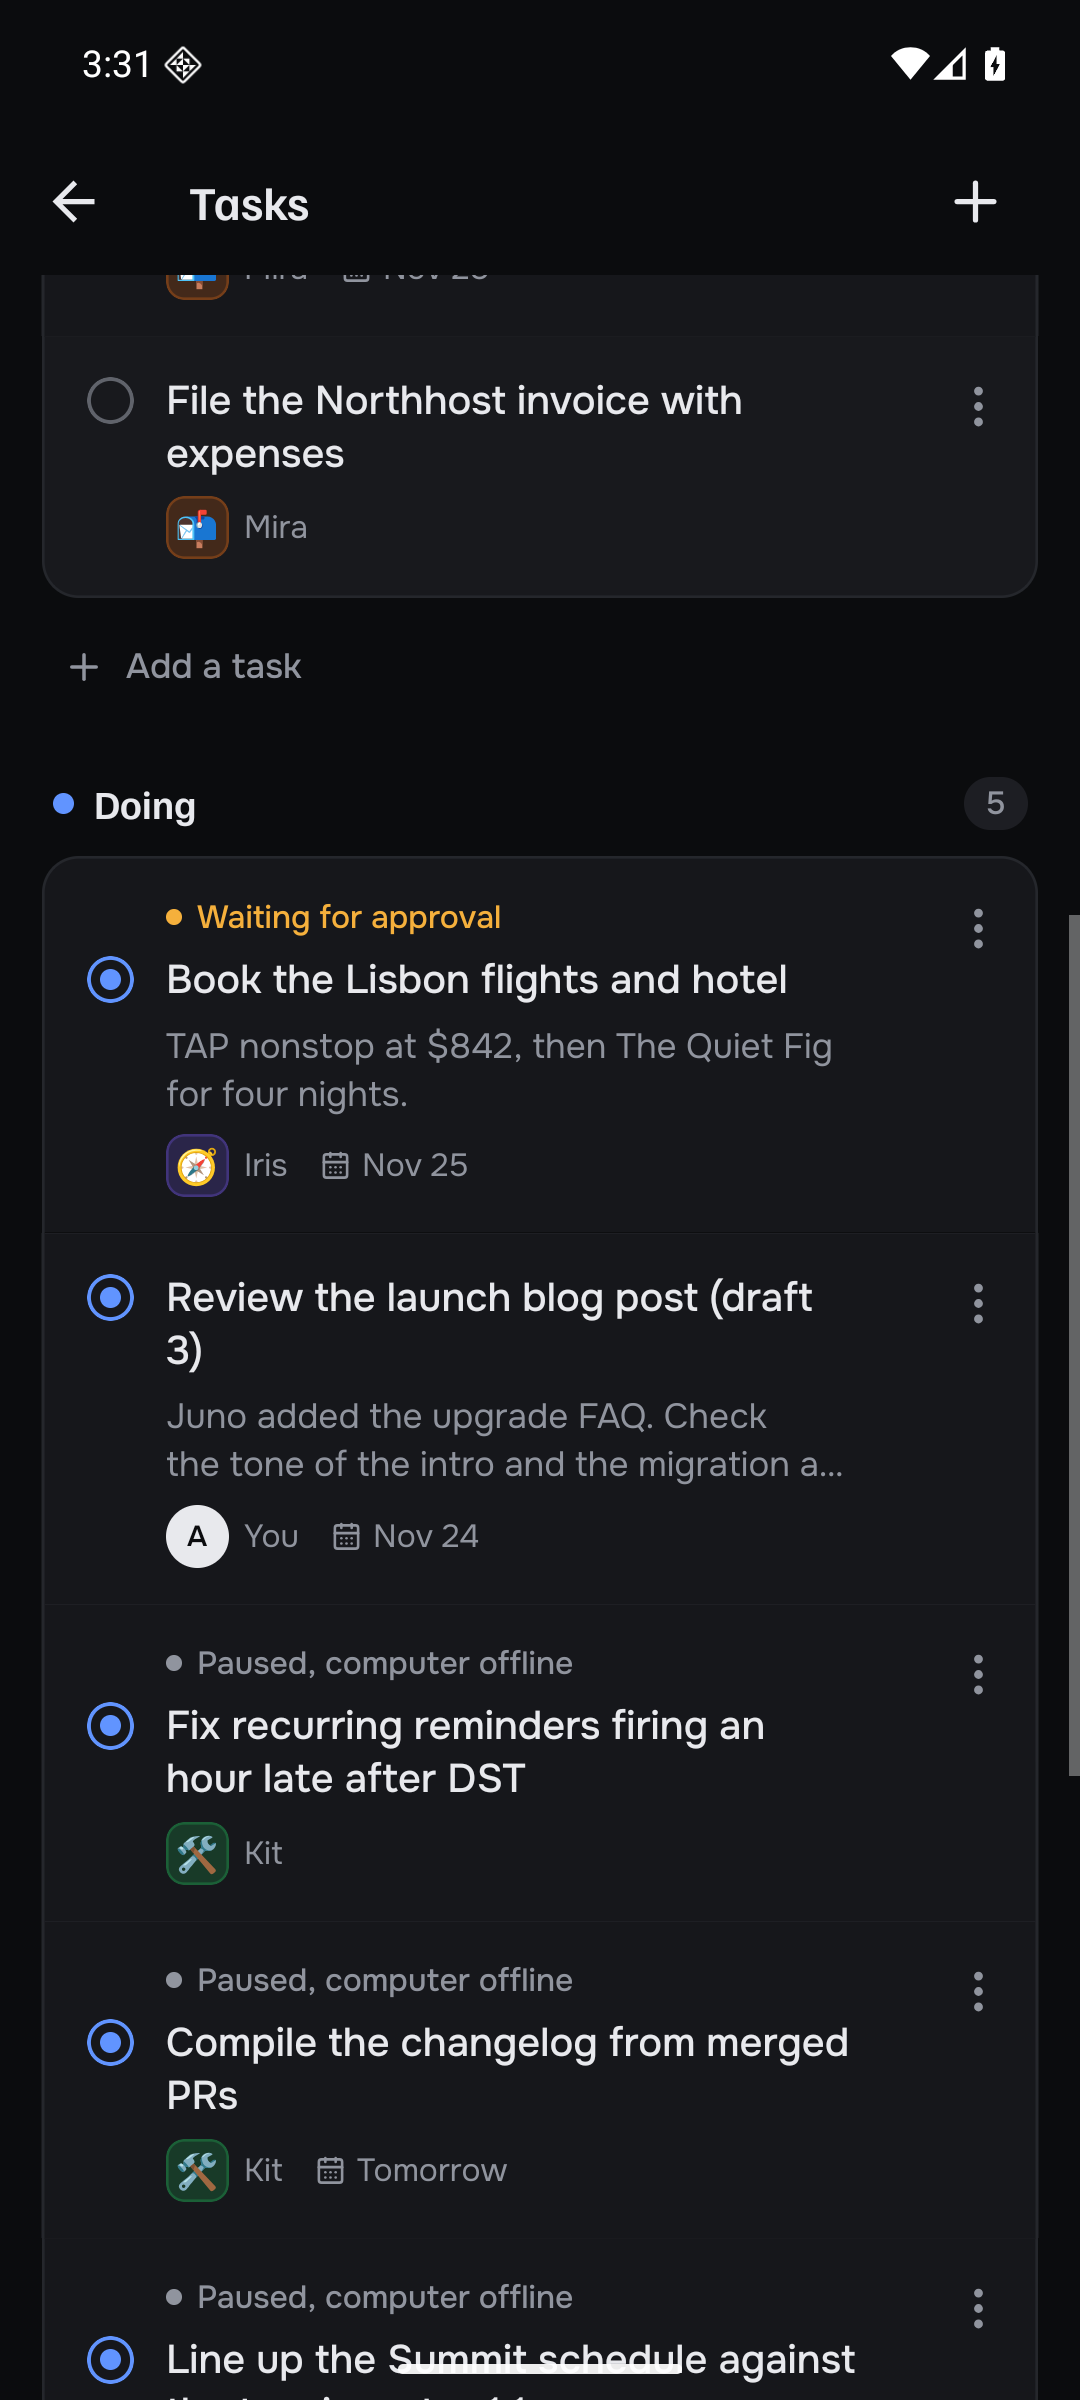 3:31
Tasks
Mira Nov 23
File the Northhost invoice with
expenses
Mira
Add a task
Doing 5
Waiting for approval
Book the Lisbon flights and hotel
TAP nonstop at $842, then The Quiet Fig
for four nights.
Iris Nov 25
Review the launch blog post (draft
3)
Juno added the upgrade FAQ. Check
the tone of the intro and the migration a...
A You Nov 24
Paused, computer offline
Fix recurring reminders firing an
hour late after DST
Kit
Paused, computer offline
Compile the changelog from merged
PRs
Kit Tomorrow
Paused, computer offline
Line up the Summit schedule against